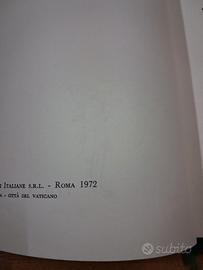 ITALIANE S.R.L. - ROMA 1972
- CITTÀ DEL VATICANO
subito